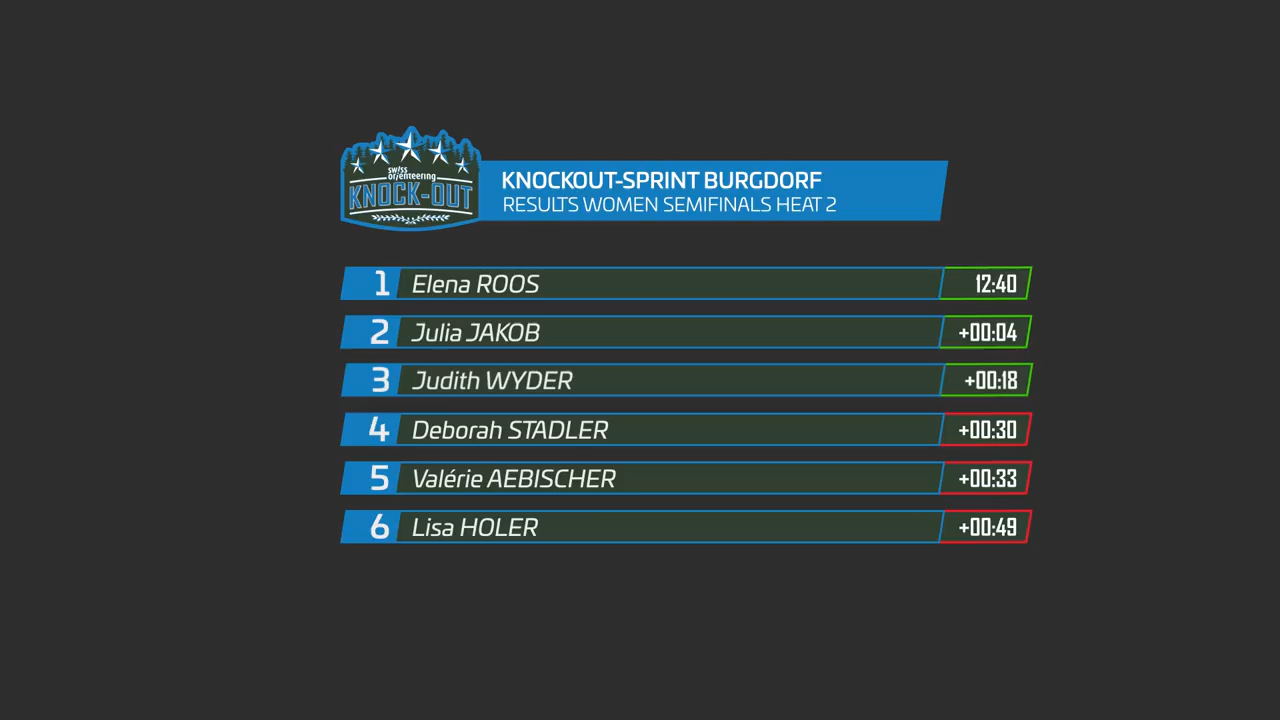 swiss
orienteering
KNOCK-OUT
KNOCKOUT-SPRINT BURGDORF
RESULTS WOMEN SEMIFINALS HEAT 2
1 Elena ROOS 12:40
2 Julia JAKOB +00:04
3 Judith WYDER +00:18
4 Deborah STADLER +00:30
5 Valérie AEBISCHER +00:33
6 Lisa HOLER +00:49